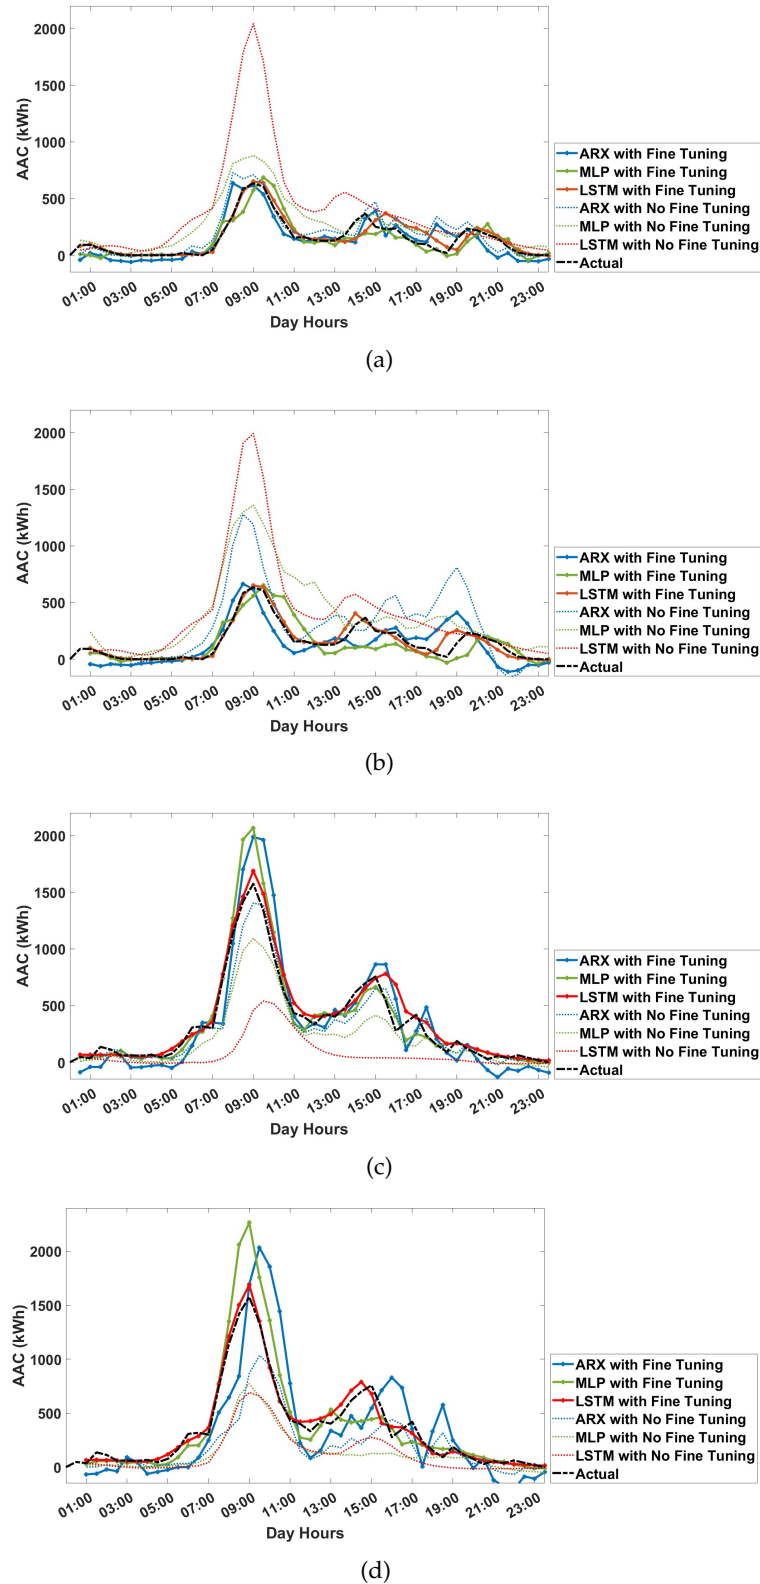 2000
1500
1000
500
0
AAC (kWh)
01:00 03:00 05:00 07:00 09:00 11:00 13:00 15:00 17:00 19:00 21:00 23:00
Day Hours
ARX with Fine Tuning
MLP with Fine Tuning
LSTM with Fine Tuning
ARX with No Fine Tuning
MLP with No Fine Tuning
LSTM with No Fine Tuning
Actual
(a)
2000
1500
1000
500
0
AAC (kWh)
01:00 03:00 05:00 07:00 09:00 11:00 13:00 15:00 17:00 19:00 21:00 23:00
Day Hours
ARX with Fine Tuning
MLP with Fine Tuning
LSTM with Fine Tuning
ARX with No Fine Tuning
MLP with No Fine Tuning
LSTM with No Fine Tuning
Actual
(b)
2000
1500
1000
500
0
AAC (kWh)
01:00 03:00 05:00 07:00 09:00 11:00 13:00 15:00 17:00 19:00 21:00 23:00
Day Hours
ARX with Fine Tuning
MLP with Fine Tuning
LSTM with Fine Tuning
ARX with No Fine Tuning
MLP with No Fine Tuning
LSTM with No Fine Tuning
Actual
(c)
2000
1500
1000
500
0
AAC (kWh)
01:00 03:00 05:00 07:00 09:00 11:00 13:00 15:00 17:00 19:00 21:00 23:00
Day Hours
ARX with Fine Tuning
MLP with Fine Tuning
LSTM with Fine Tuning
ARX with No Fine Tuning
MLP with No Fine Tuning
LSTM with No Fine Tuning
Actual
(d)